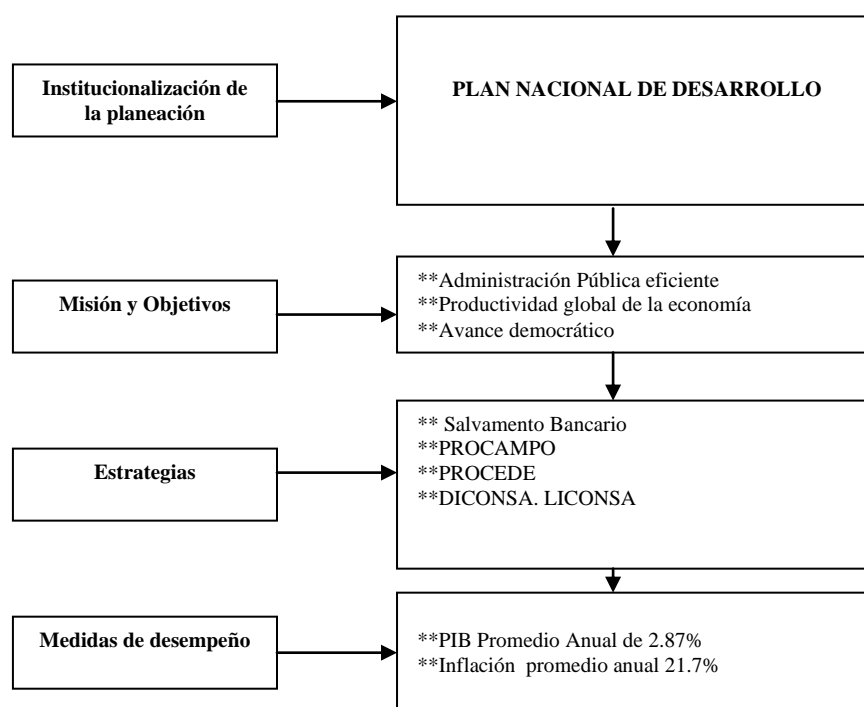 Institucionalización de
la planeación
PLAN NACIONAL DE DESARROLLO
Misión y Objetivos
**Administración Pública eficiente
**Productividad global de la economía
**Avance democrático
Estrategias
** Salvamento Bancario
**PROCAMPO
**PROCEDE
**DICONSA. LICONSA
Medidas de desempeño
**PIB Promedio Anual de 2.87%
**Inflación promedio anual 21.7%